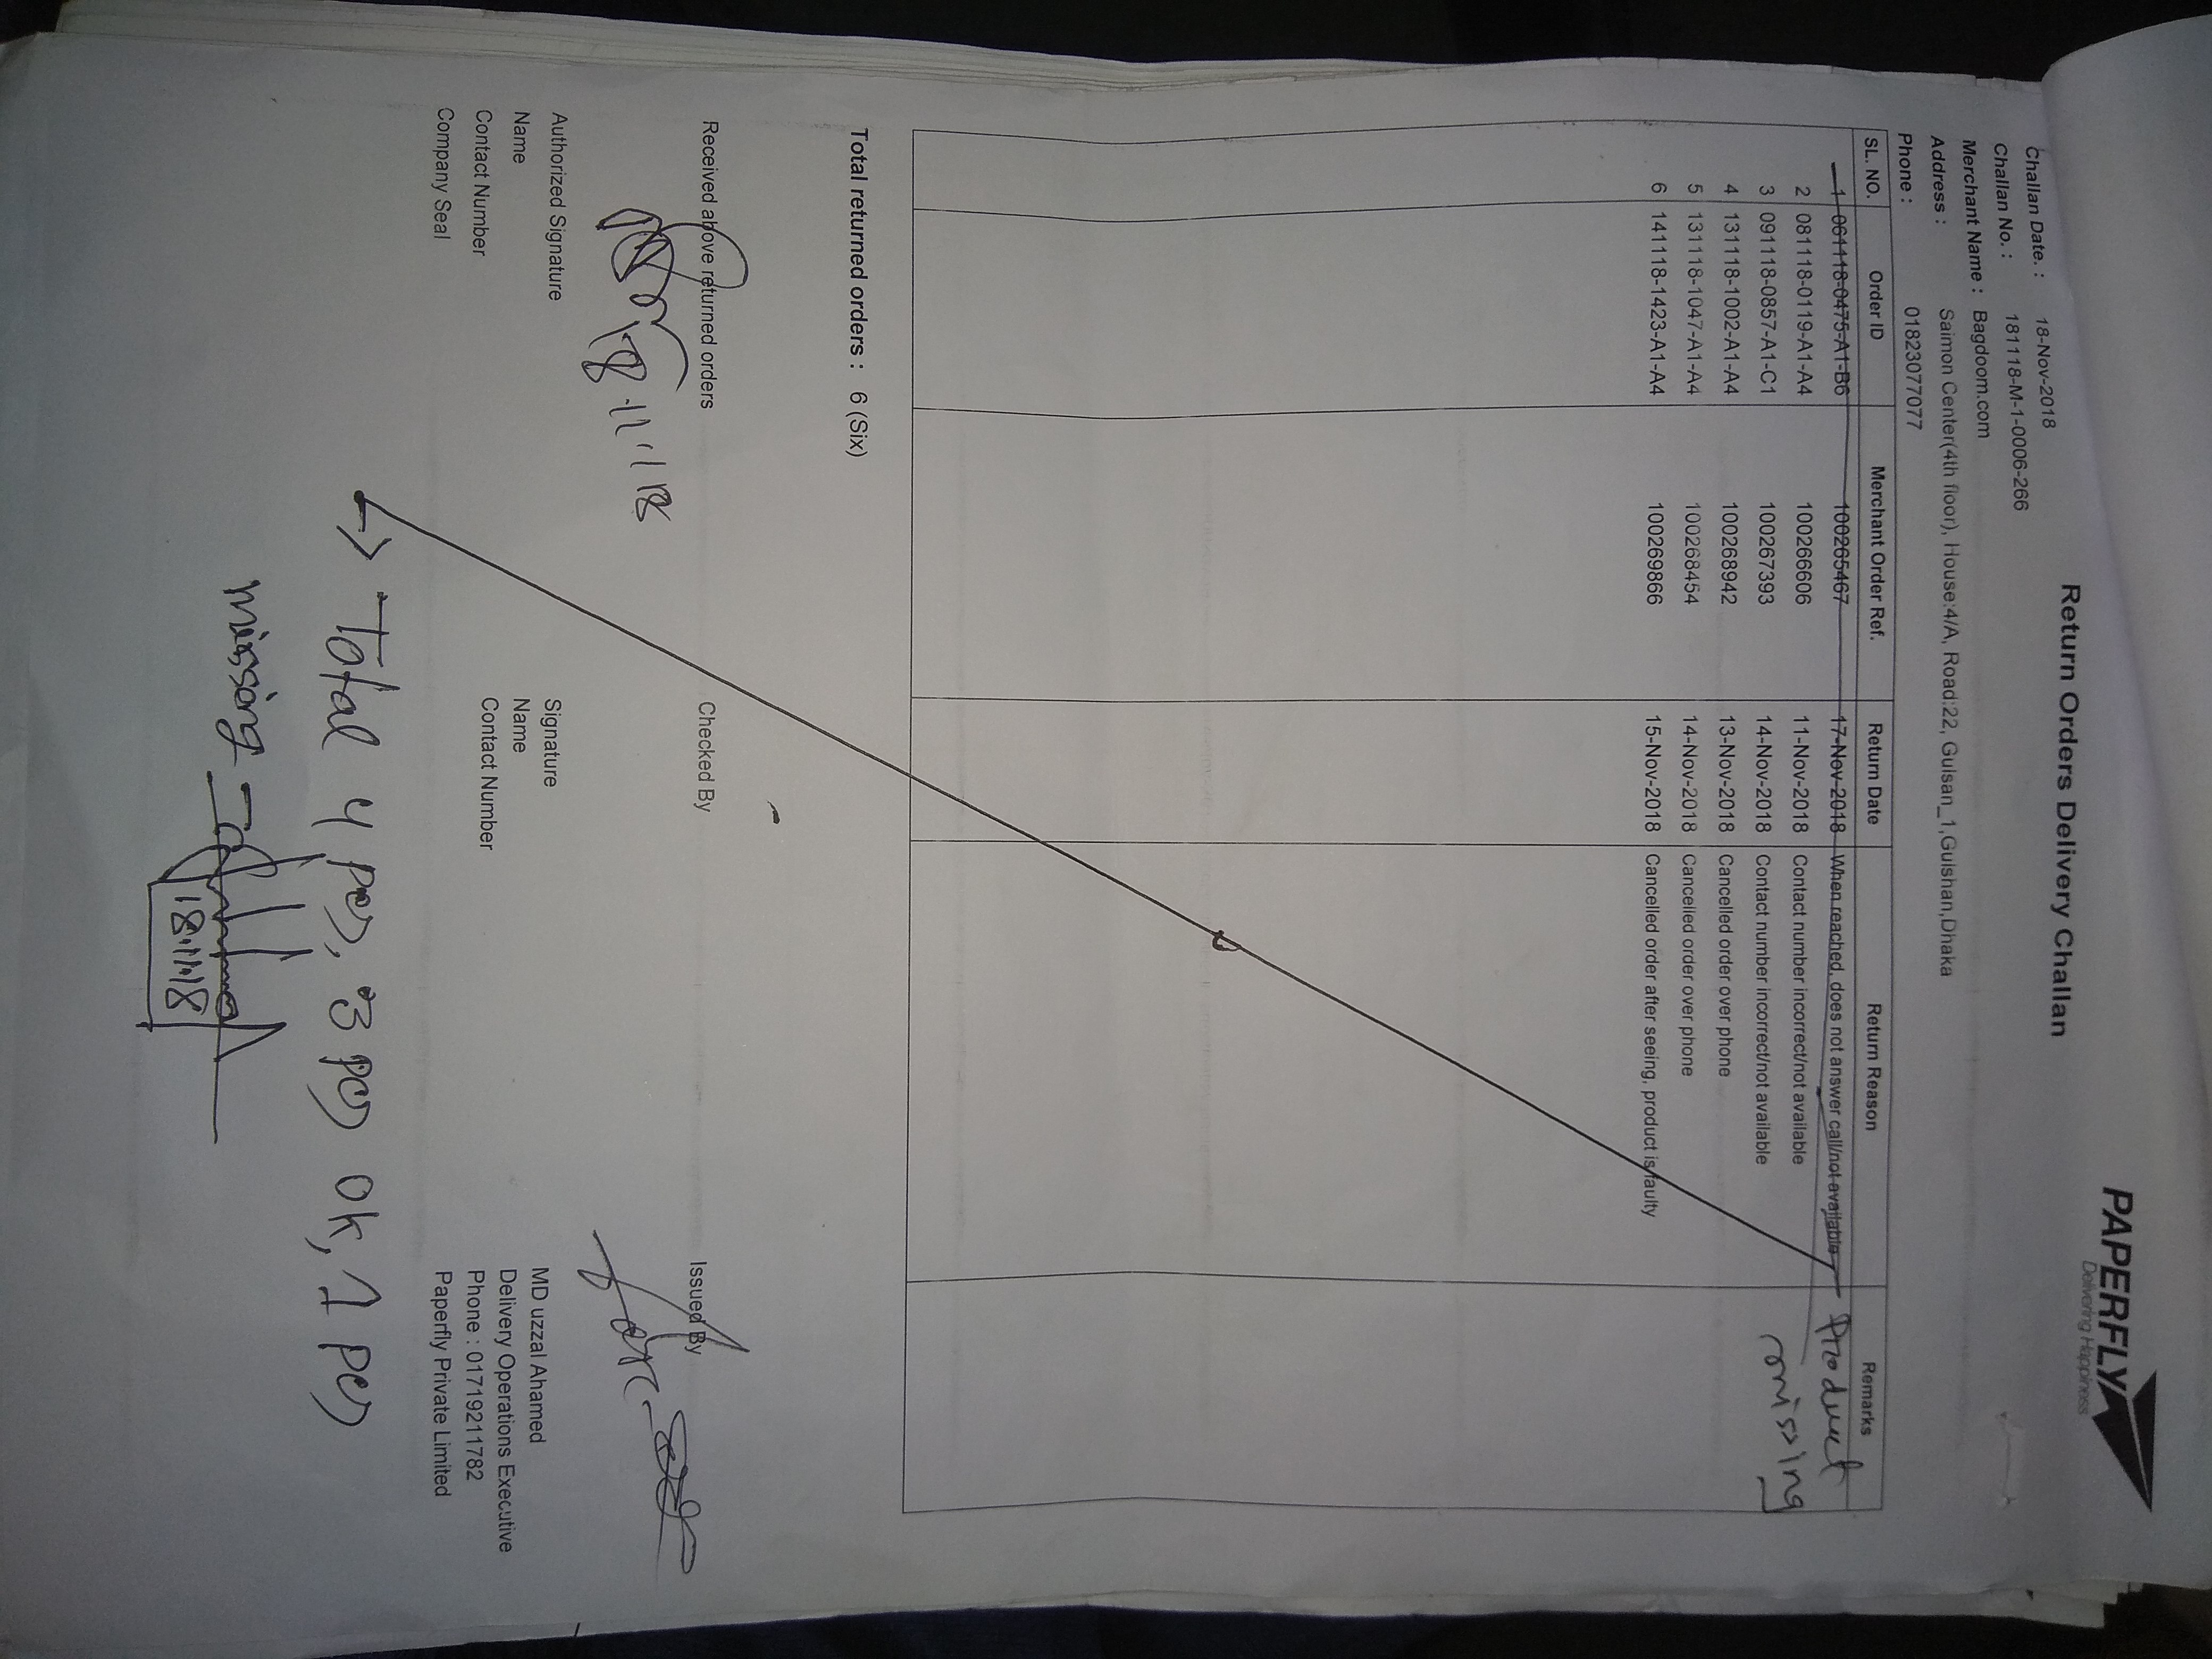 PAPERFLY
Delivering Happiness
Return Orders Delivery Challan
Challan Date. : 18-Nov-2018
Challan No. : 181118-M-1-0006-266
Merchant Name : Bagdoom.com
Address : Saimon Center(4th floor), House:4/A, Road:22, Gulsan_1,Gulshan,Dhaka
Phone : 01823077077
SL. NO. Order ID Merchant Order Ref. Return Date Return Reason Remarks
1 061118-0475-A1-B6 100265467 17-Nov-2018 When reached, does not answer call/not available Product
missing
2 081118-0119-A1-A4 100266606 11-Nov-2018 Contact number incorrect/not available
3 091118-0857-A1-C1 100267393 14-Nov-2018 Contact number incorrect/not available
4 131118-1002-A1-A4 100268942 13-Nov-2018 Cancelled order over phone
5 131118-1047-A1-A4 100268454 14-Nov-2018 Cancelled order over phone
6 141118-1423-A1-A4 100269866 15-Nov-2018 Cancelled order after seeing, product is faulty
Total returned orders : 6 (Six)
Received above returned orders Checked By Issued By
18.11.18
Authorized Signature Signature MD uzzal Ahamed
Name Name Delivery Operations Executive
Contact Number Contact Number Phone : 01719211782
Company Seal Paperfly Private Limited
Total 4 pcs, 3 pcs ok, 1 pcs
missing
18.11.18